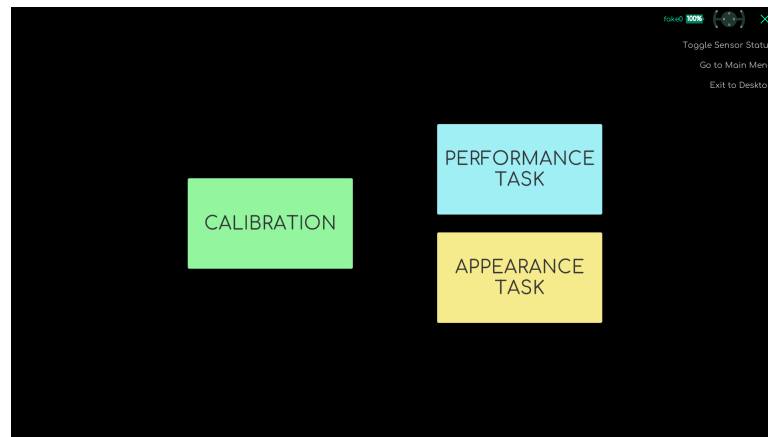 fake0 100%
Toggle Sensor Statu
Go to Main Men
Exit to Deskto
CALIBRATION
PERFORMANCE
TASK
APPEARANCE
TASK